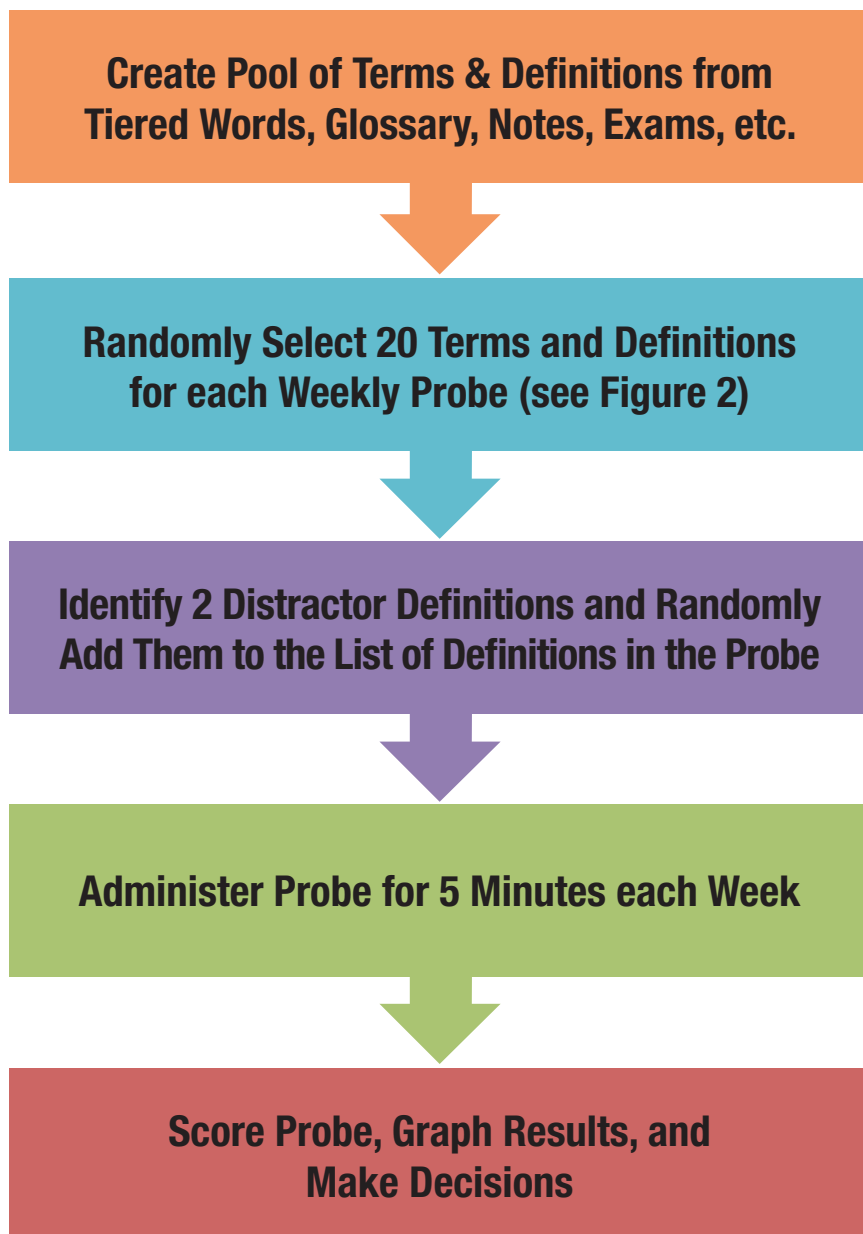 Create Pool of Terms & Definitions from
Tiered Words, Glossary, Notes, Exams, etc.
Randomly Select 20 Terms and Definitions
for each Weekly Probe (see Figure 2)
Identify 2 Distractor Definitions and Randomly
Add Them to the List of Definitions in the Probe
Administer Probe for 5 Minutes each Week
Score Probe, Graph Results, and
Make Decisions